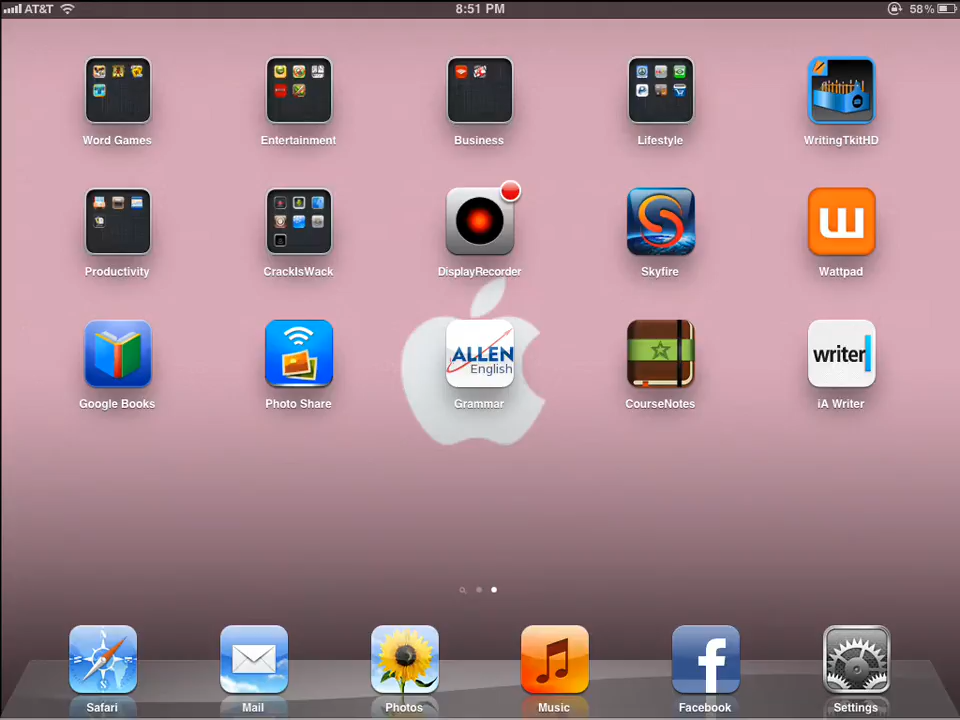 AT&T
8:51 PM
58%
Word Games
Entertainment
Business
Lifestyle
WritingTkitHD
Productivity
CrackIsWack
DisplayRecorder
Skyfire
W
Wattpad
Google Books
Photo Share
ALLEN
English
Grammar
CourseNotes
writer
iA Writer
N
W
E
S
Safari
Mail
Photos
Music
f
Facebook
Settings